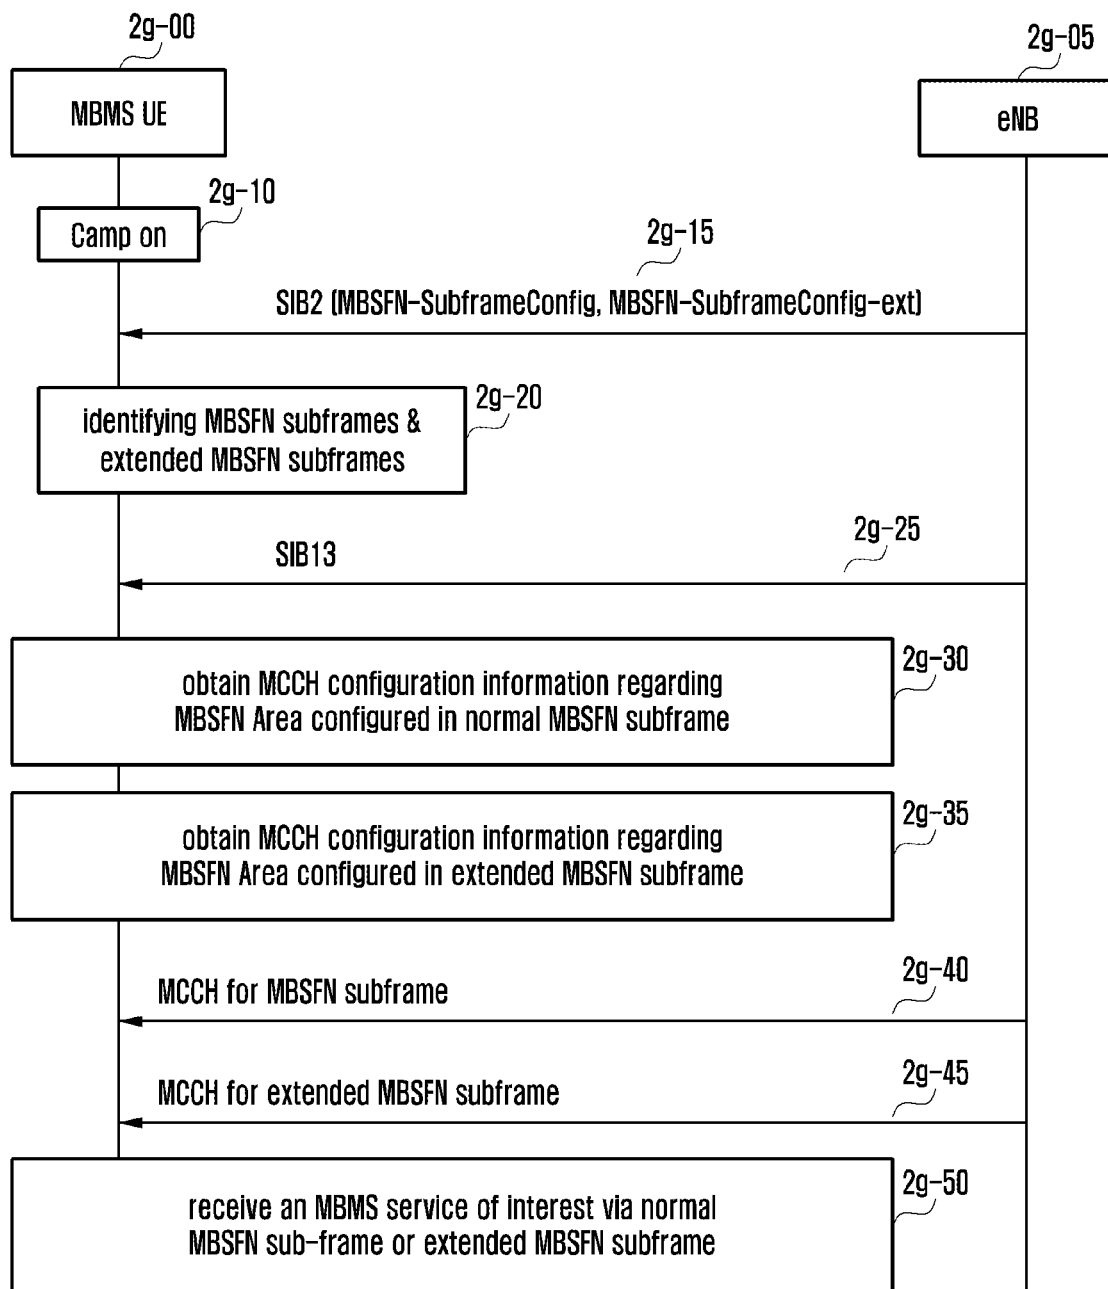 2g-00
2g-05
MBMS UE
eNB
2g-10
Camp on
2g-15
SIB2 (MBSFN-SubframeConfig, MBSFN-SubframeConfig-ext)
2g-20
identifying MBSFN subframes &
extended MBSFN subframes
2g-25
SIB13
2g-30
obtain MCCH configuration information regarding
MBSFN Area configured in normal MBSFN subframe
2g-35
obtain MCCH configuration information regarding
MBSFN Area configured in extended MBSFN subframe
2g-40
MCCH for MBSFN subframe
2g-45
MCCH for extended MBSFN subframe
2g-50
receive an MBMS service of interest via normal
MBSFN sub-frame or extended MBSFN subframe